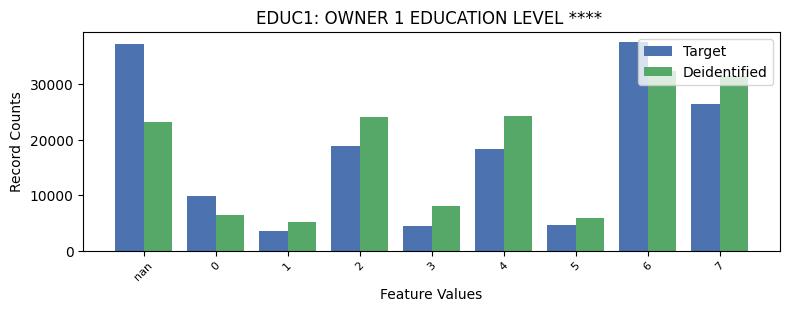 EDUC1: OWNER 1 EDUCATION LEVEL ****
Target
Deidentified
Record Counts
30000
20000
10000
0
nan 0 1 2 3 4 5 6 7
Feature Values